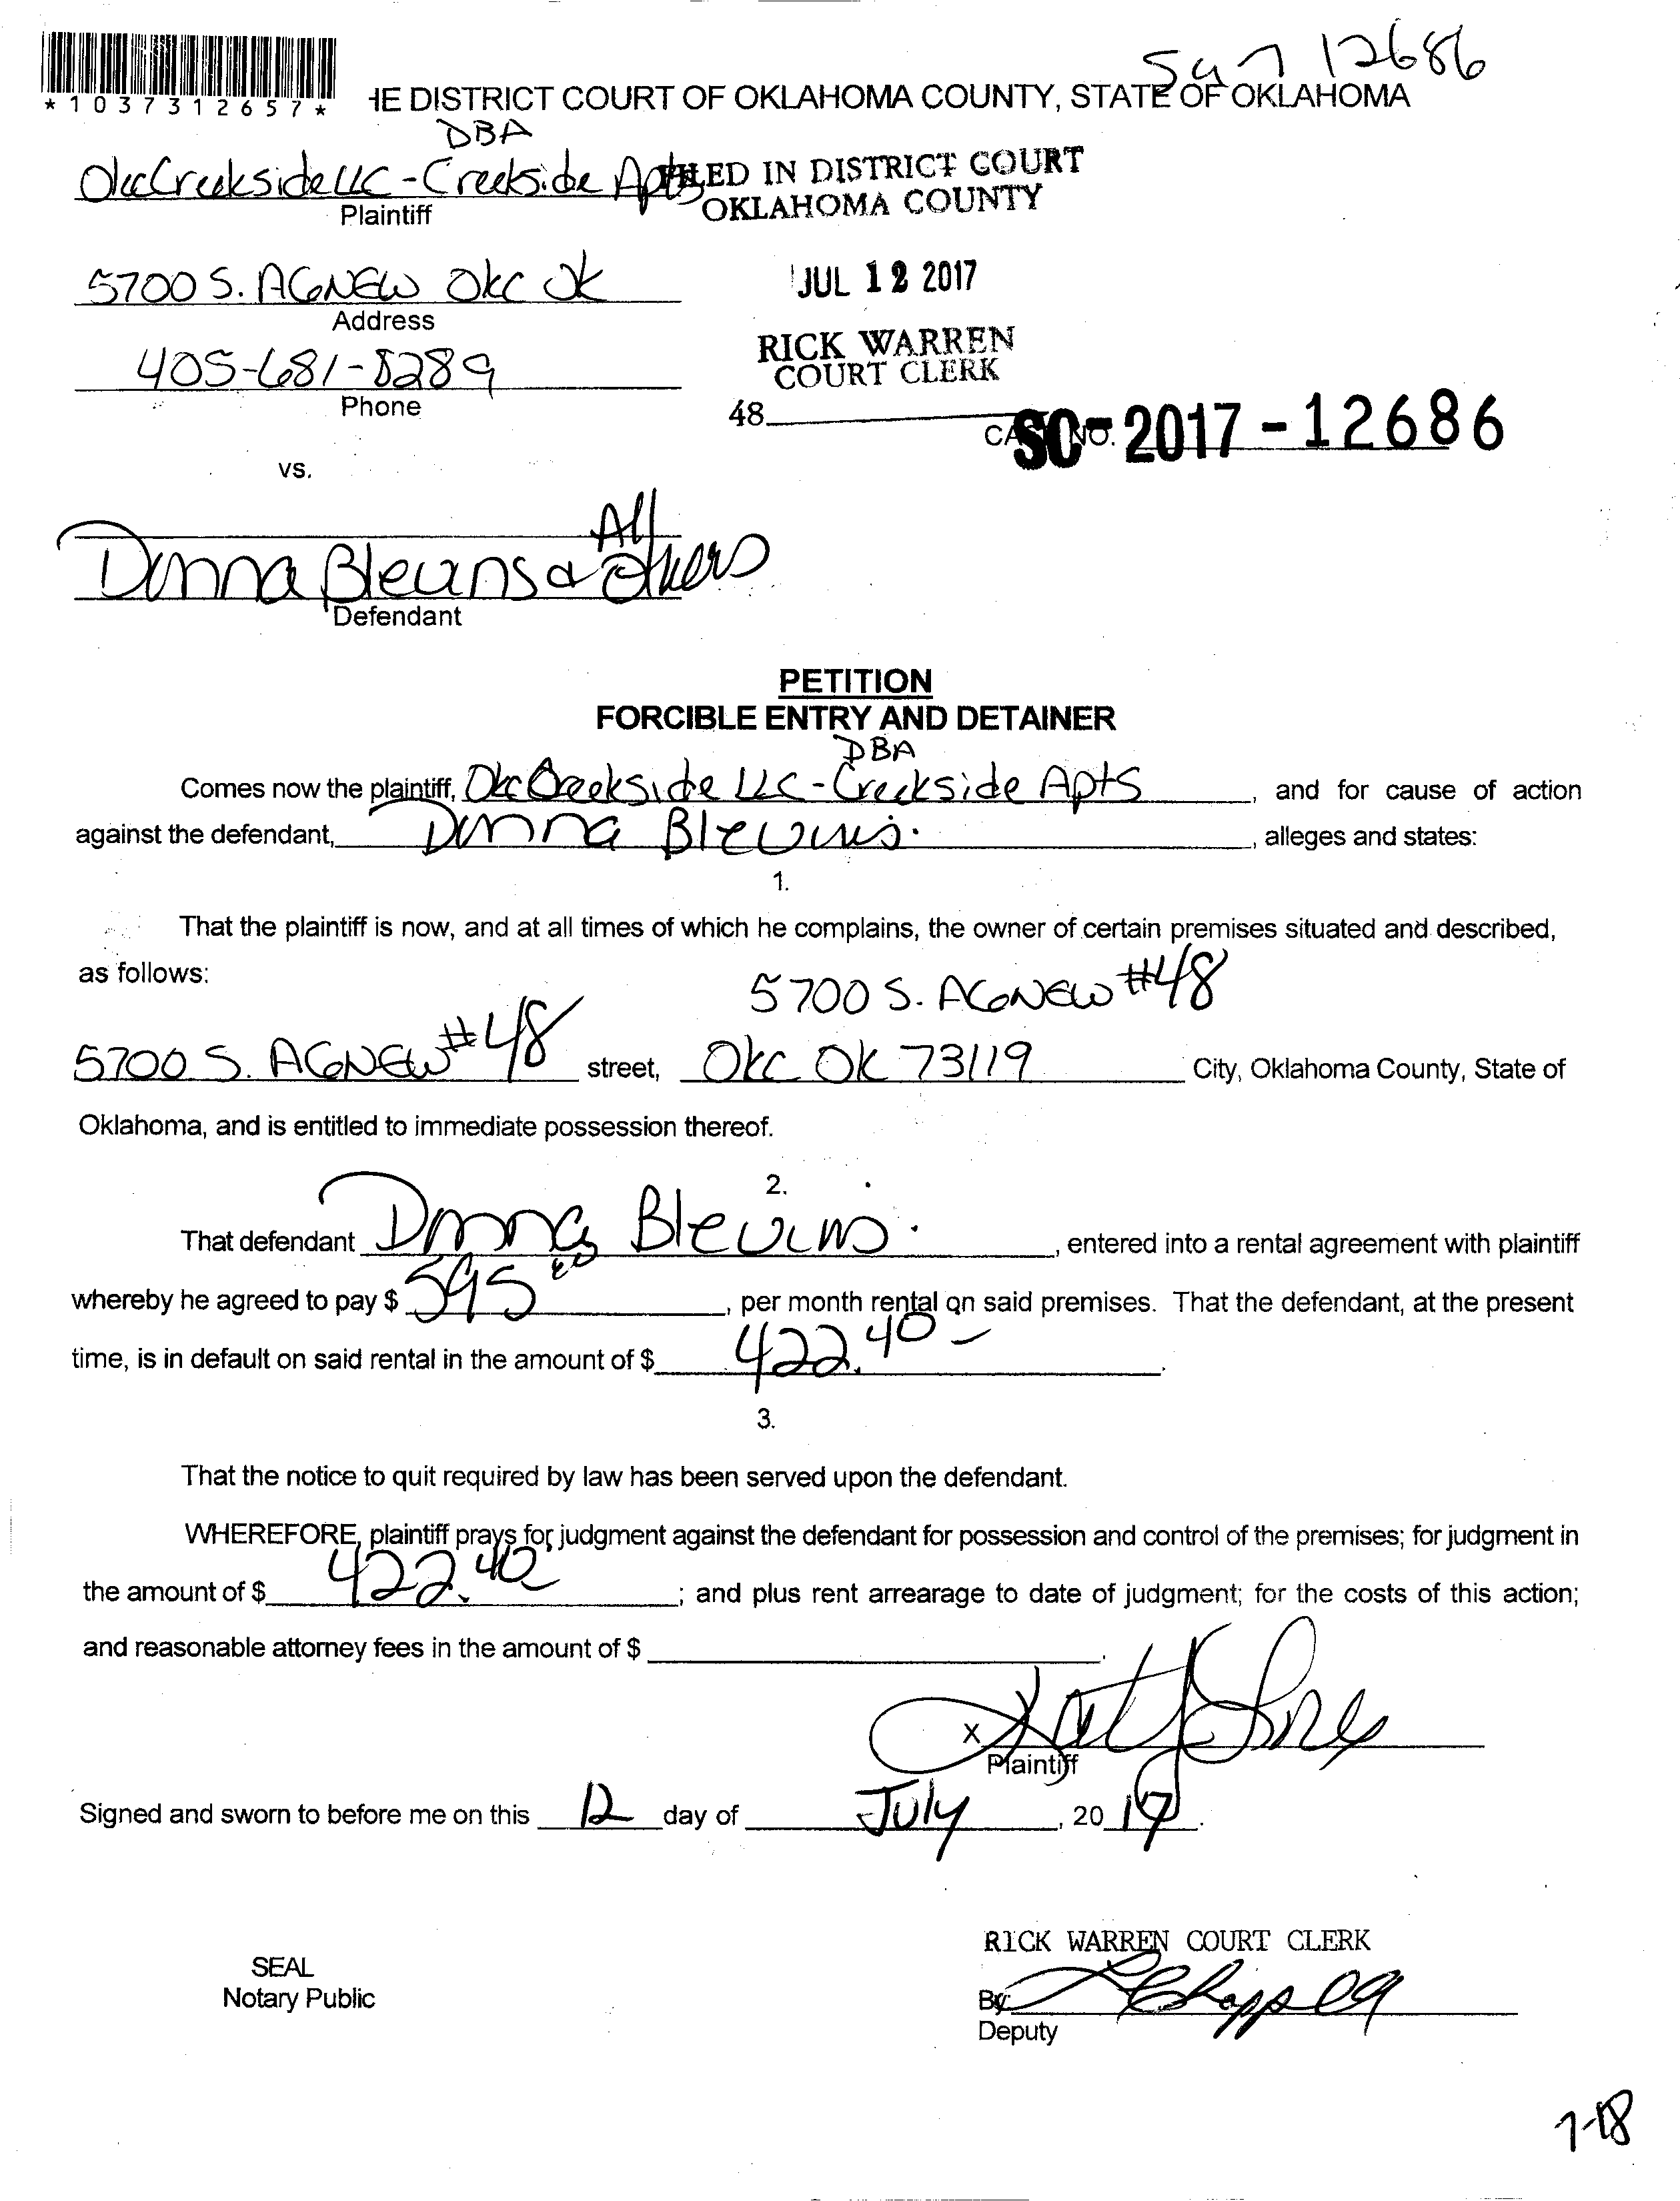 12686
*1037312657*
HE DISTRICT COURT OF OKLAHOMA COUNTY, STATE OF OKLAHOMA
DBA
Okc Creekside LLC - Creekside Apts
FILED IN DISTRICT COURT
OKLAHOMA COUNTY
Plaintiff
5700 S. AGNEW OKC OK
JUL 12 2017
Address
RICK WARREN
COURT CLERK
405-681-8289
Phone
48
CASE NO.
SC-2017-12686
vs.
All
Donna Blevins & Others
Defendant
PETITION
FORCIBLE ENTRY AND DETAINER
DBA
Comes now the plaintiff, Okc Creekside LLC - Creekside Apts, and for cause of action
against the defendant, Donna Blevins. , alleges and states:
1.
That the plaintiff is now, and at all times of which he complains, the owner of certain premises situated and described,
as follows:
5700 S. AGNEW #48
5700 S. AGNEW #48 street, OKC OK 73119 City, Oklahoma County, State of
Oklahoma, and is entitled to immediate possession thereof.
2.
That defendant Donna Blevins. , entered into a rental agreement with plaintiff
whereby he agreed to pay $ 595 00 , per month rental on said premises. That the defendant, at the present
time, is in default on said rental in the amount of $ 422.40 .
3.
That the notice to quit required by law has been served upon the defendant.
WHEREFORE, plaintiff prays for judgment against the defendant for possession and control of the premises; for judgment in
the amount of $ 422.40 ; and plus rent arrearage to date of judgment; for the costs of this action;
and reasonable attorney fees in the amount of $ .
X
Plaintiff
Signed and sworn to before me on this 12 day of July , 20 17 .
RICK WARREN COURT CLERK
SEAL
Notary Public
By:
Deputy
7-18